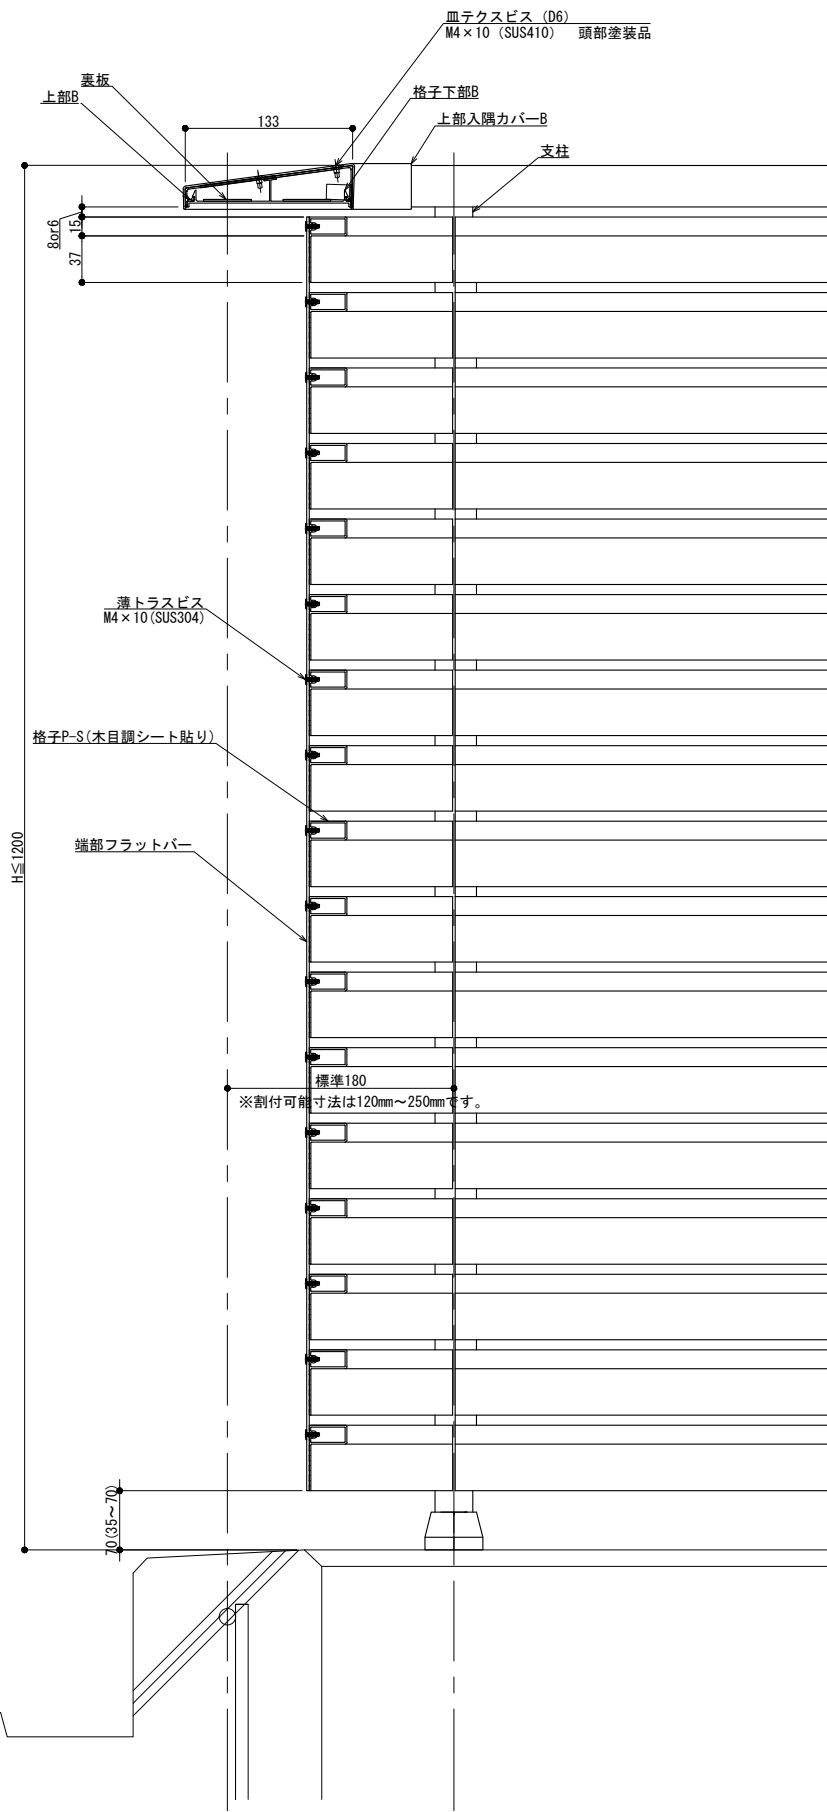 皿テクスビス (D6)
M4×10 (SUS410) 頭部塗装品
裏板
上部B
格子下部B
133
上部入隅カバーB
支柱
8or6
15
37
薄トラスビス
M4×10(SUS304)
格子P-S(木目調シート貼り)
端部フラットバー
H≦1200
標準180
※割付可能寸法は120mm～250mmです。
70(35～70)